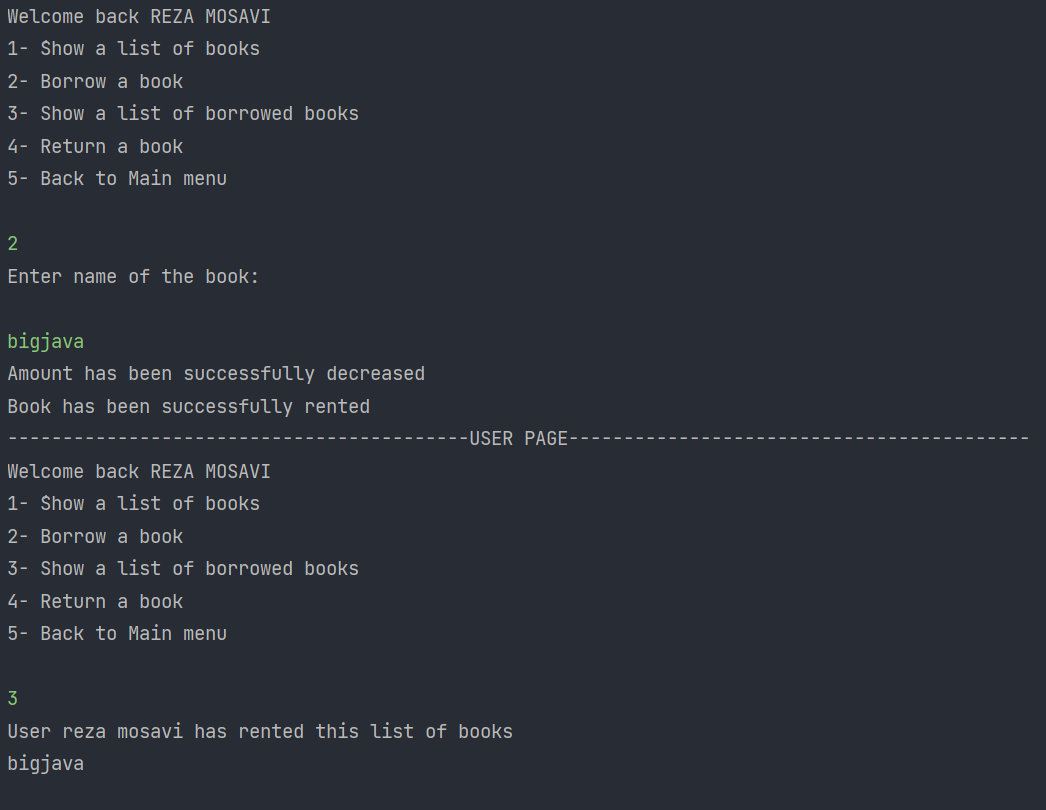 Welcome back REZA MOSAVI
1- Show a list of books
2- Borrow a book
3- Show a list of borrowed books
4- Return a book
5- Back to Main menu
2
Enter name of the book:
bigjava
Amount has been successfully decreased
Book has been successfully rented
------------------------------------------USER PAGE------------------------------------------
Welcome back REZA MOSAVI
1- Show a list of books
2- Borrow a book
3- Show a list of borrowed books
4- Return a book
5- Back to Main menu
3
User reza mosavi has rented this list of books
bigjava